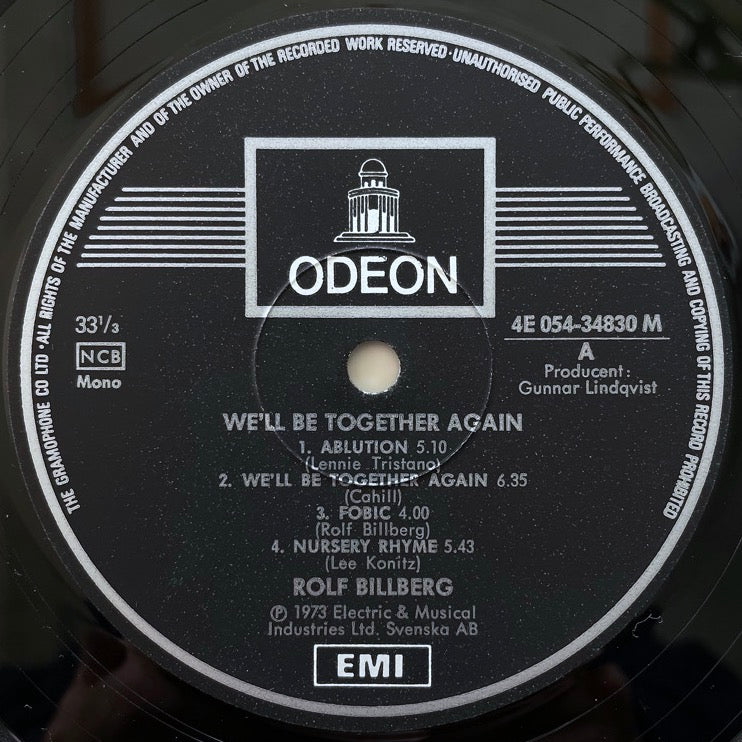 THE GRAMOPHONE CO LTD · ALL RIGHTS OF THE MANUFACTURER AND OF THE OWNER OF THE RECORDED WORK RESERVED · UNAUTHORISED PUBLIC PERFORMANCE BROADCASTING AND COPYING OF THIS RECORD PROHIBITED
ODEON
33 1/3
NCB
Mono
4E 054-34830 M
A
Producent:
Gunnar Lindqvist
WE'LL BE TOGETHER AGAIN
1. ABLUTION 5.10
(Lennie Tristano)
2. WE'LL BE TOGETHER AGAIN 6.35
(Cahill)
3. FOBIC 4.00
(Rolf Billberg)
4. NURSERY RHYME 5.43
(Lee Konitz)
ROLF BILLBERG
Ⓟ 1973 Electric & Musical
Industries Ltd. Svenska AB
EMI